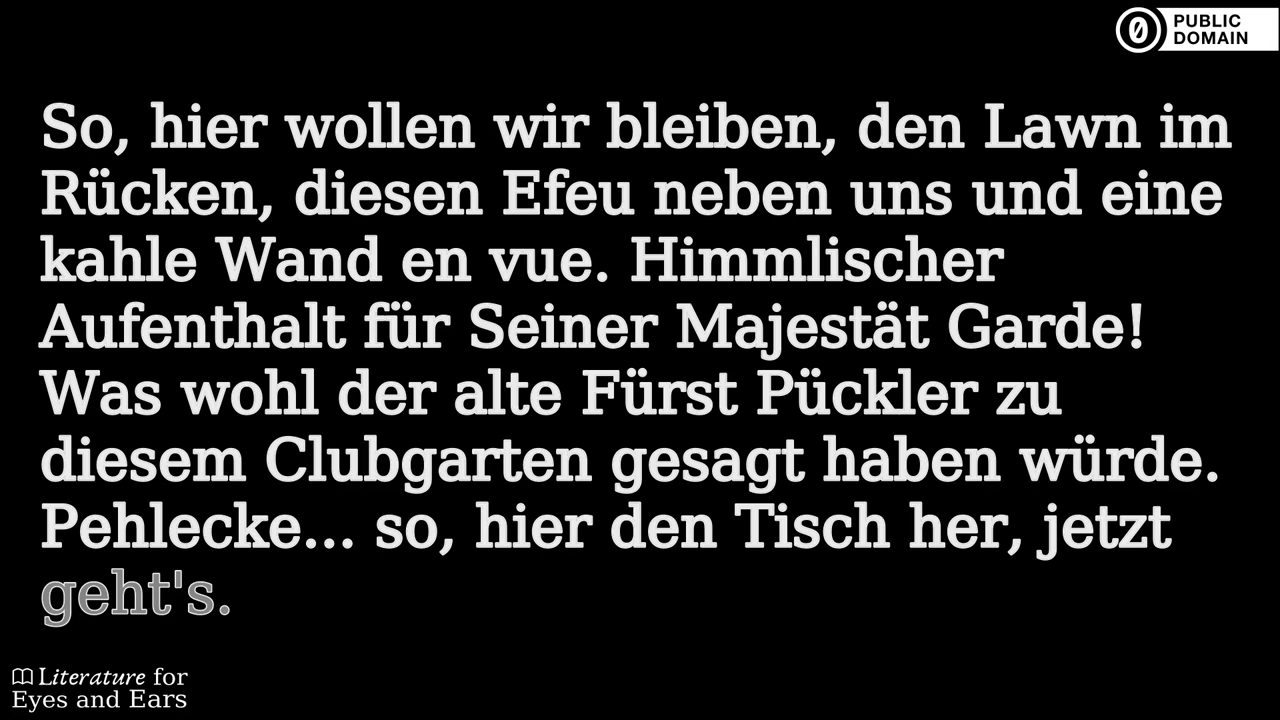 PUBLIC
DOMAIN
So, hier wollen wir bleiben, den Lawn im
Rücken, diesen Efeu neben uns und eine
kahle Wand en vue. Himmlischer
Aufenthalt für Seiner Majestät Garde!
Was wohl der alte Fürst Pückler zu
diesem Clubgarten gesagt haben würde.
Pehlecke... so, hier den Tisch her, jetzt
geht's.
Literature for
Eyes and Ears